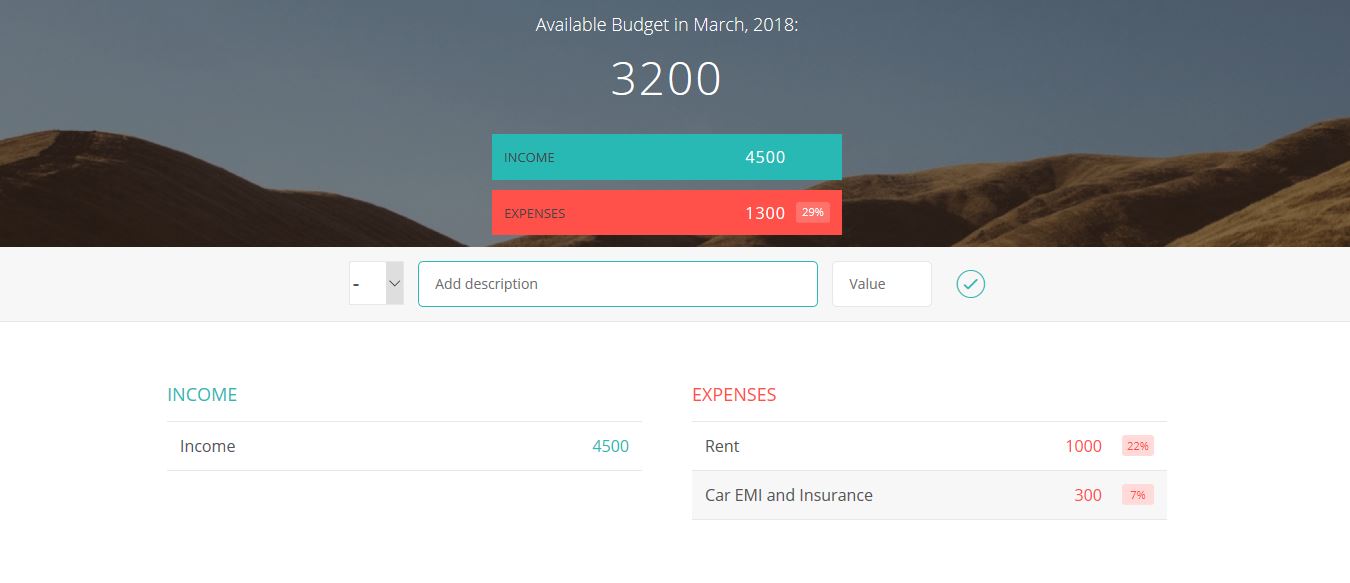 Available Budget in March, 2018:
3200
INCOME 4500
EXPENSES 1300 29%
- Add description Value
INCOME
Income 4500
EXPENSES
Rent 1000 22%
Car EMI and Insurance 300 7%